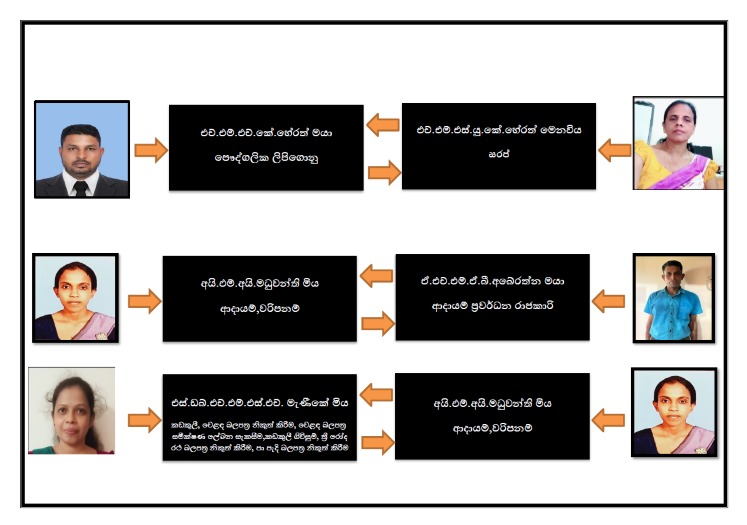 එච්.එම්.එච්.කේ.හේරත් මයා
පෞද්ගලික ලිපිගොනු
එච්.එම්.එස්.යු.කේ.හේරත් මෙනවිය
සරප්
අයි.එම්.අයි.මධුවන්ති මිය
ආදායම්,වරිපනම්
ඒ.එච්.එම්.ඒ.බී.අබේරත්න මයා
ආදායම් ප්‍රවර්ධන රාජකාරි
එස්.ඩබ්.එච්.එම්.එස්.එච්. මැණිකේ මිය
කඩකුලී, වෙළඳ බලපත්‍ර නිකුත් කිරීම, වෙළඳ බලපත්‍ර
සමීක්ෂණ ලේඛන සැකසීම,කඩකුලී ගිවිසුම්, ත්‍රී රෝද
රථ බලපත්‍ර නිකුත් කිරීම, පා පැදි බලපත්‍ර නිකුත් කිරීම
අයි.එම්.අයි.මධුවන්ති මිය
ආදායම්,වරිපනම්